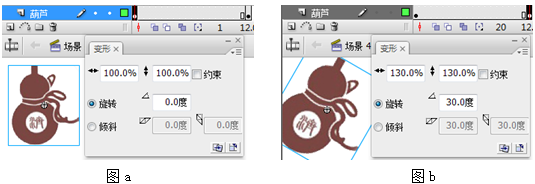 葫芦
1 12.
场景
变形 ×
100.0% 100.0% 约束
旋转 0.0度
倾斜 0.0度 0.0度
图 a
葫芦
20 12.
场景 4
变形 ×
130.0% 130.0% 约束
旋转 30.0度
倾斜 30.0度 30.0度
图 b